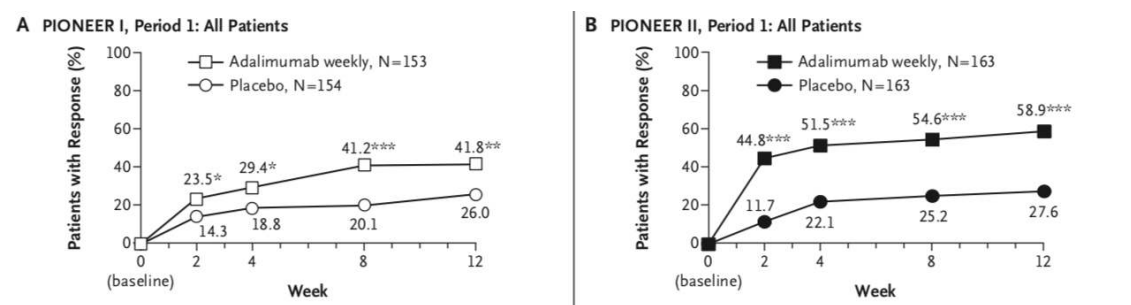 A PIONEER I, Period 1: All Patients
Patients with Response (%)
100
80
60
40
20
0
Adalimumab weekly, N=153
Placebo, N=154
23.5*
29.4*
41.2***
41.8**
14.3
18.8
20.1
26.0
0 2 4 8 12
(baseline)
Week
B PIONEER II, Period 1: All Patients
Patients with Response (%)
100
80
60
40
20
0
Adalimumab weekly, N=163
Placebo, N=163
44.8***
51.5***
54.6***
58.9***
11.7
22.1
25.2
27.6
0 2 4 8 12
(baseline)
Week